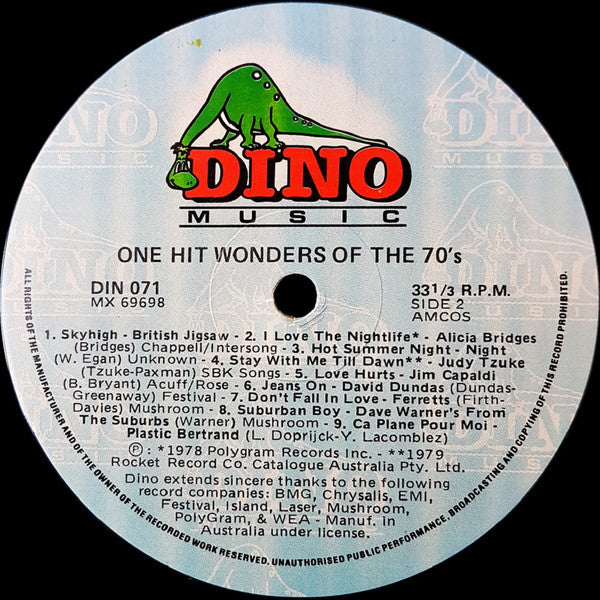 DINO
MUSIC
ONE HIT WONDERS OF THE 70's
DIN 071
MX 69698
33 1/3 R.P.M.
SIDE 2
AMCOS
1. Skyhigh - British Jigsaw - 2. I Love The Nightlife* - Alicia Bridges
(Bridges) Chappell/Intersong - 3. Hot Summer Night - Night
(W. Egan) Unknown - 4. Stay With Me Till Dawn** - Judy Tzuke
(Tzuke-Paxman) SBK Songs - 5. Love Hurts - Jim Capaldi
(B. Bryant) Acuff/Rose - 6. Jeans On - David Dundas (Dundas-
Greenaway) Festival - 7. Don't Fall In Love - Ferretts (Firth-
Davies) Mushroom - 8. Suburban Boy - Dave Warner's From
The Suburbs (Warner) Mushroom - 9. Ca Plane Pour Moi -
Plastic Bertrand (L. Doprijck-Y. Lacomblez)
Ⓟ: *1978 Polygram Records Inc. - **1979
Rocket Record Co. Catalogue Australia Pty. Ltd.
Dino extends sincere thanks to the following
record companies: BMG, Chrysalis, EMI,
Festival, Island, Laser, Mushroom,
PolyGram, & WEA - Manuf. in
Australia under license.
ALL RIGHTS OF THE MANUFACTURER AND OF THE OWNER OF THE RECORDED WORK RESERVED. UNAUTHORISED PUBLIC PERFORMANCE, BROADCASTING AND COPYING OF THIS RECORD PROHIBITED.
DINO
MUSIC
DINO
MUSIC